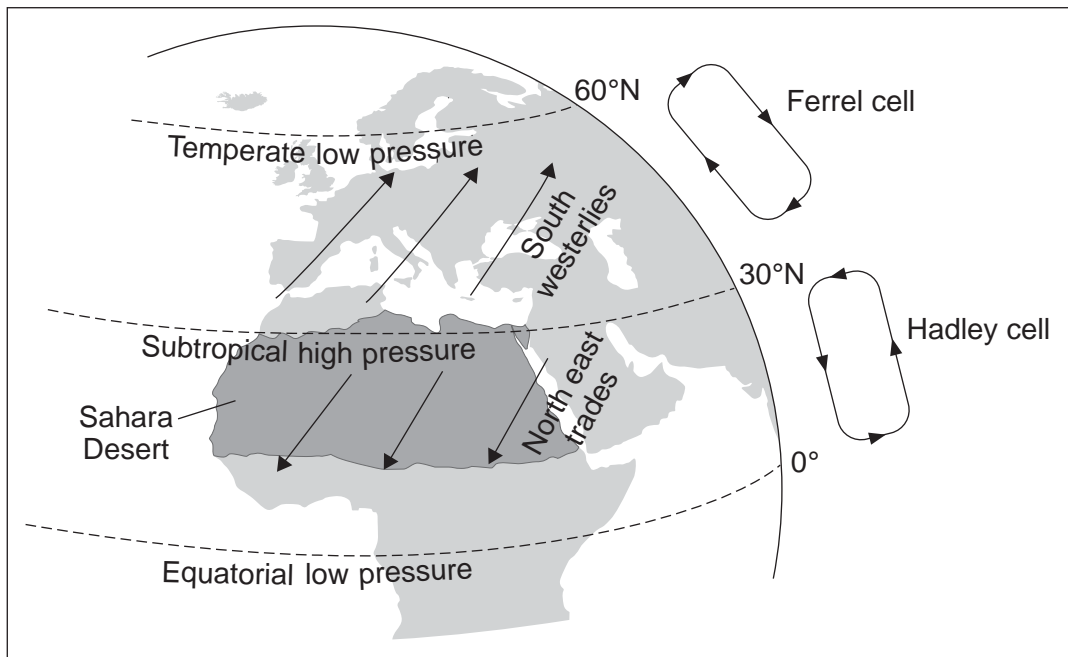 60°N
Ferrel cell
Temperate low pressure
South
westerlies
30°N
Hadley cell
Subtropical high pressure
North east
trades
Sahara
Desert
0°
Equatorial low pressure